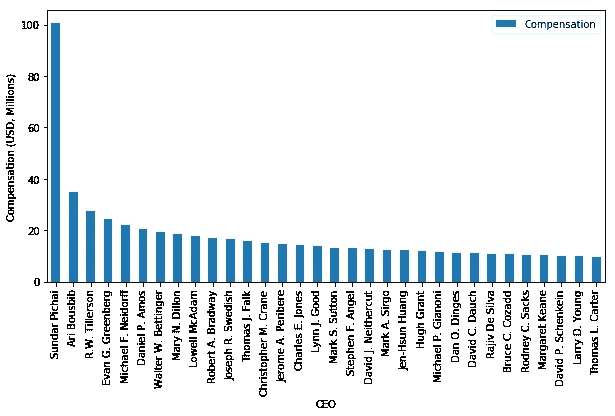 Compensation
100
80
60
40
20
0
Compensation (USD, Millions)
Sundar Pichai
Ari Bousbib
R.W. Tillerson
Evan G. Greenberg
Michael F. Neidorff
Daniel P. Amos
Walter W. Bettinger
Mary N. Dillon
Lowell McAdam
Robert A. Bradway
Joseph R. Swedish
Thomas J. Falk
Christopher M. Crane
Jerome A. Peribere
Charles E. Jones
Lynn J. Good
Mark S. Sutton
Stephen F. Angel
David J. Neithercut
Mark A. Sirgo
Jen-Hsun Huang
Hugh Grant
Michael P. Gianoni
Dan O. Dinges
David C. Dauch
Rajiv De Silva
Bruce C. Cozadd
Rodney C. Sacks
Margaret Keane
David P. Schenkein
Larry D. Young
Thomas L. Carter
CEO